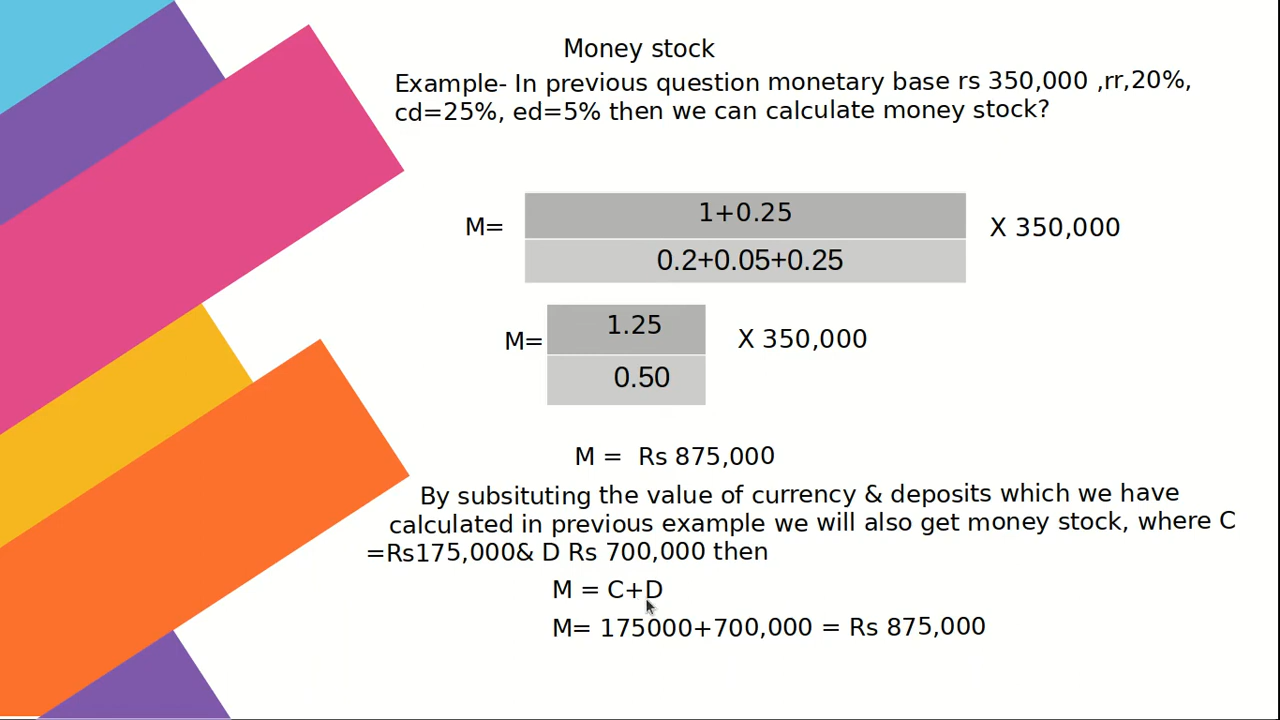 Money stock
Example- In previous question monetary base rs 350,000 ,rr,20%,
cd=25%, ed=5% then we can calculate money stock?
M=
1+0.25
0.2+0.05+0.25
X 350,000
M=
1.25
0.50
X 350,000
M = Rs 875,000
By subsituting the value of currency & deposits which we have
calculated in previous example we will also get money stock, where C
=Rs175,000& D Rs 700,000 then
M = C+D
M= 175000+700,000 = Rs 875,000